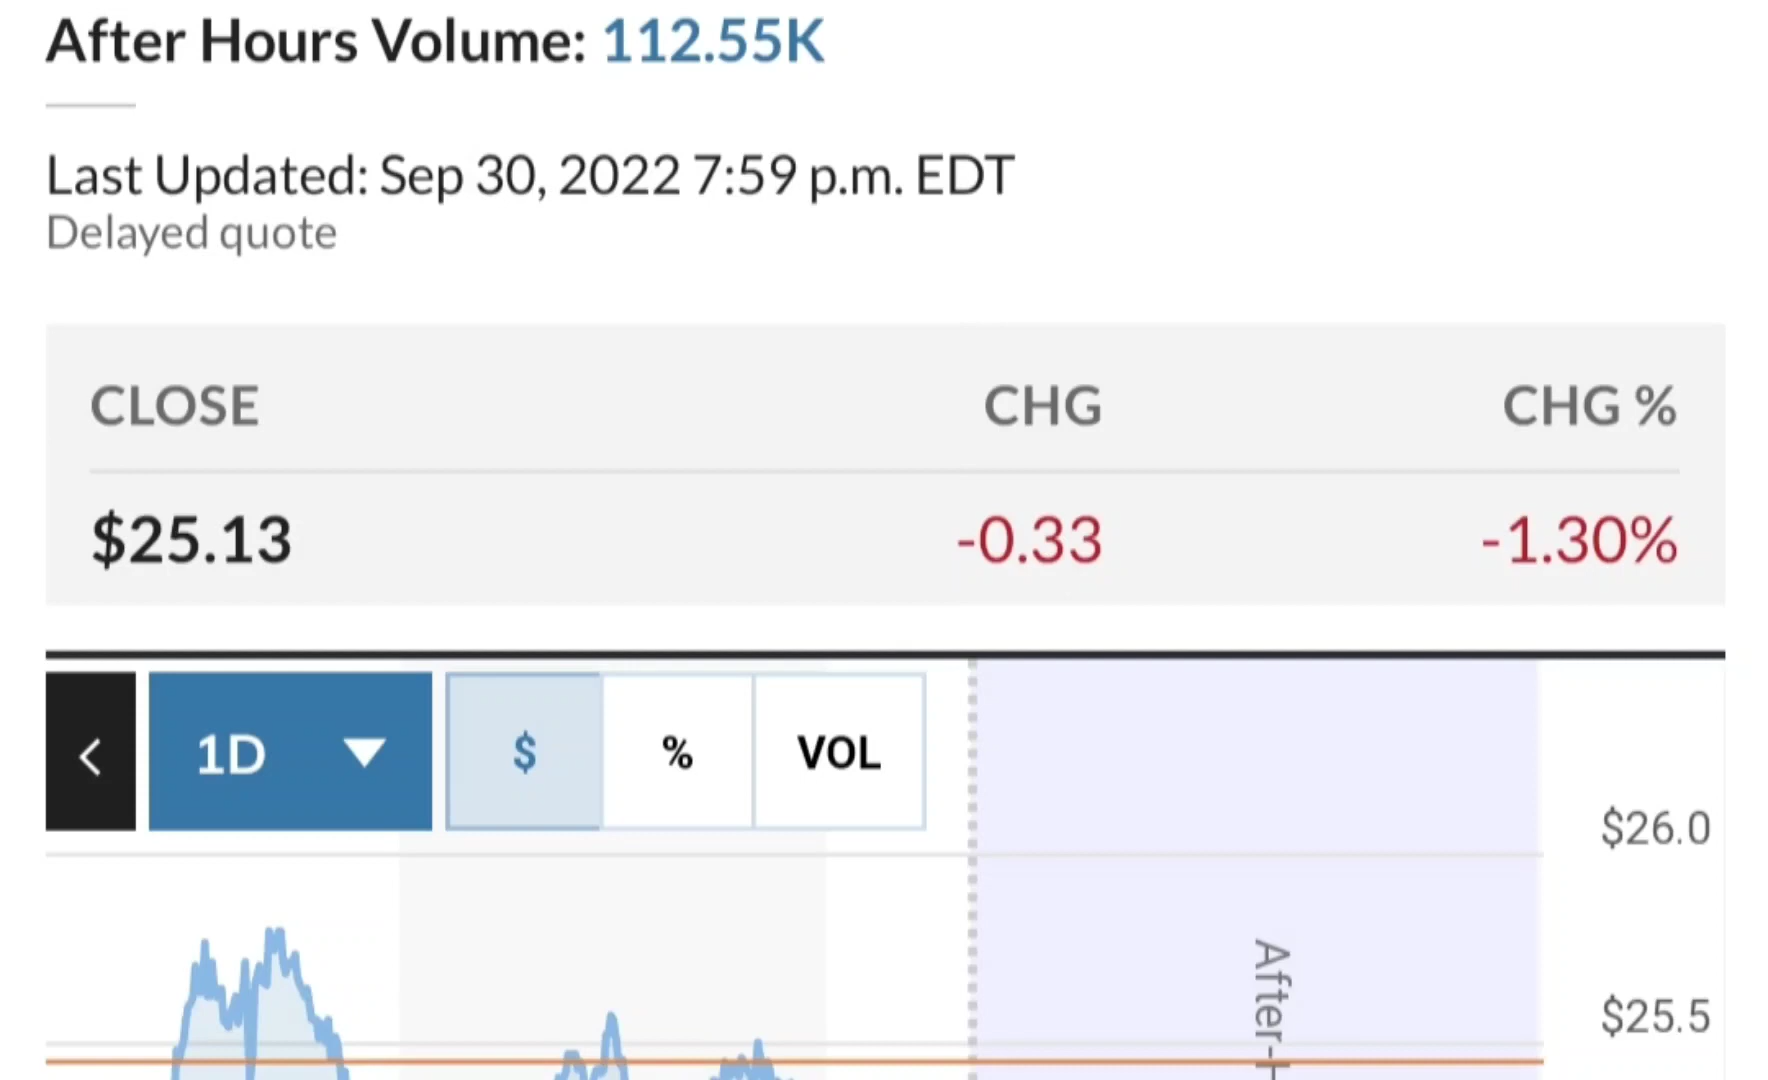 After Hours Volume: 112.55K
Last Updated: Sep 30, 2022 7:59 p.m. EDT
Delayed quote
CLOSE CHG CHG %
$25.13 -0.33 -1.30%
1D $ % VOL
$26.0
After-
$25.5